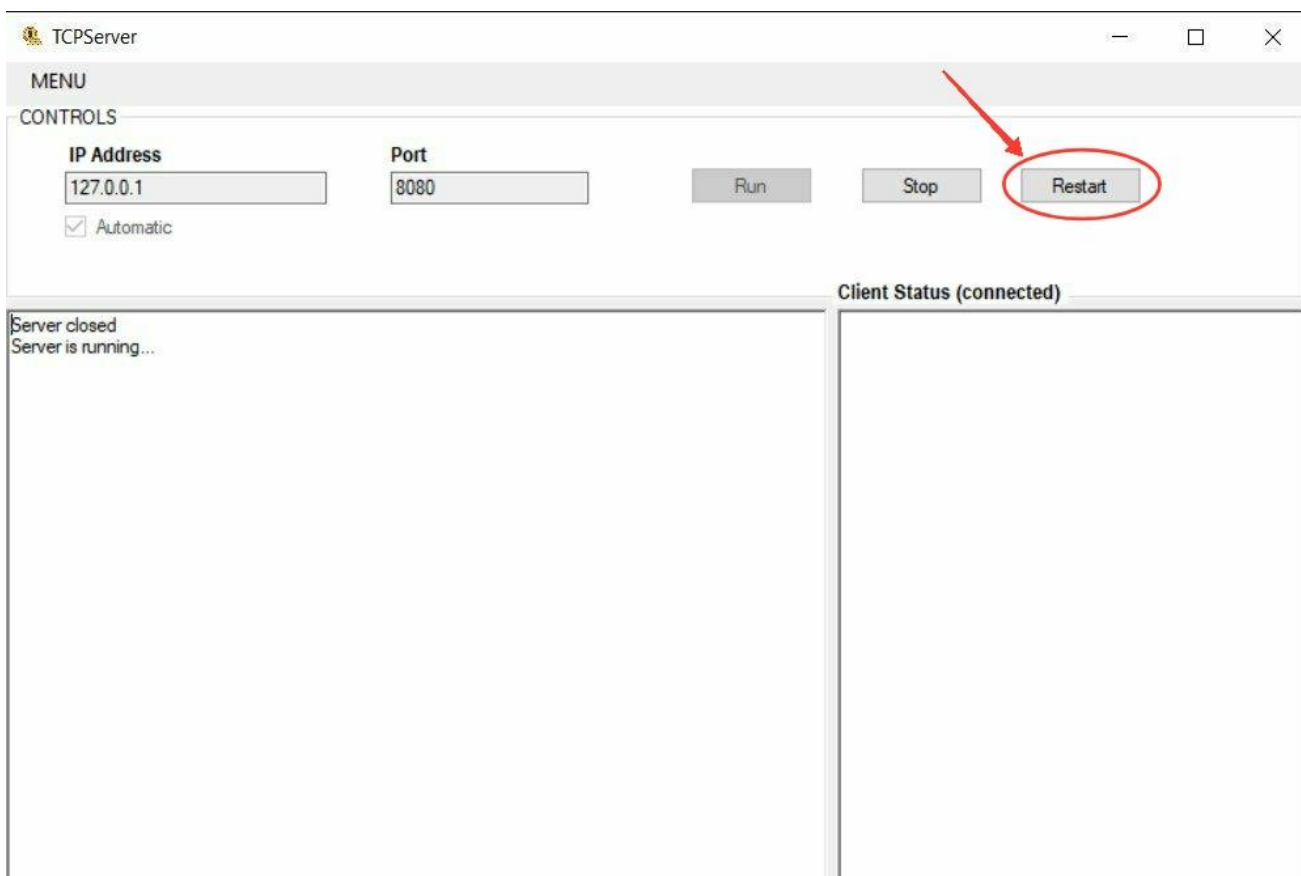 TCPServer
MENU
CONTROLS
IP Address
Port
127.0.0.1
8080
Run
Stop
Restart
Automatic
Client Status (connected)
Server closed
Server is running...